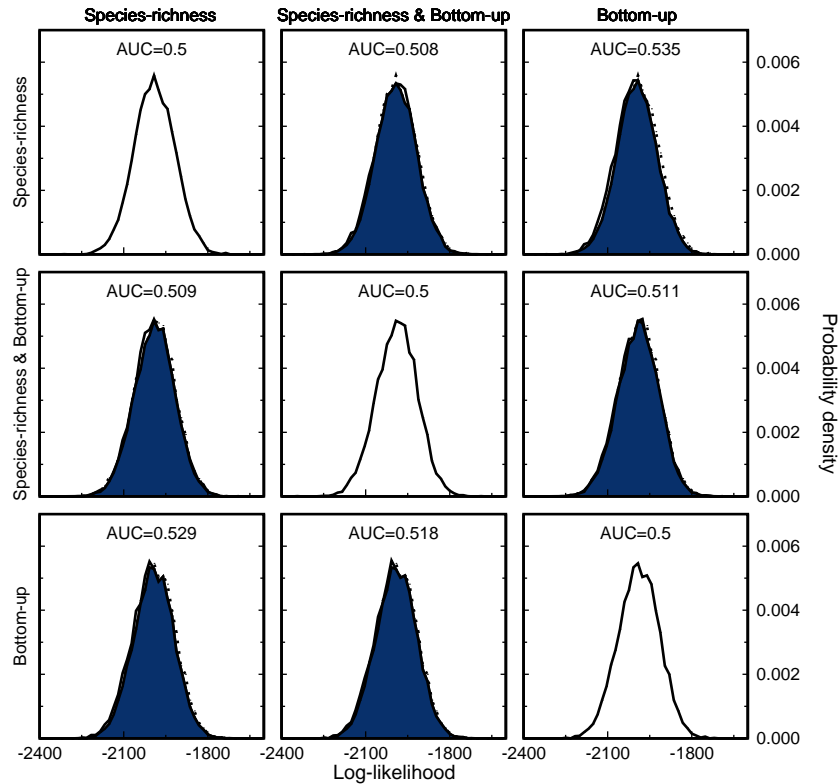 Species-richness Species-richness & Bottom-up Bottom-up
Species-richness
AUC=0.5 AUC=0.508 AUC=0.535
0.006
0.004
0.002
0.000
Species-richness & Bottom-up
AUC=0.509 AUC=0.5 AUC=0.511
0.006
0.004
0.002
0.000
Probability density
Bottom-up
AUC=0.529 AUC=0.518 AUC=0.5
0.006
0.004
0.002
0.000
-2400 -2100 -1800 -2400 -2100 -1800 -2400 -2100 -1800
Log-likelihood